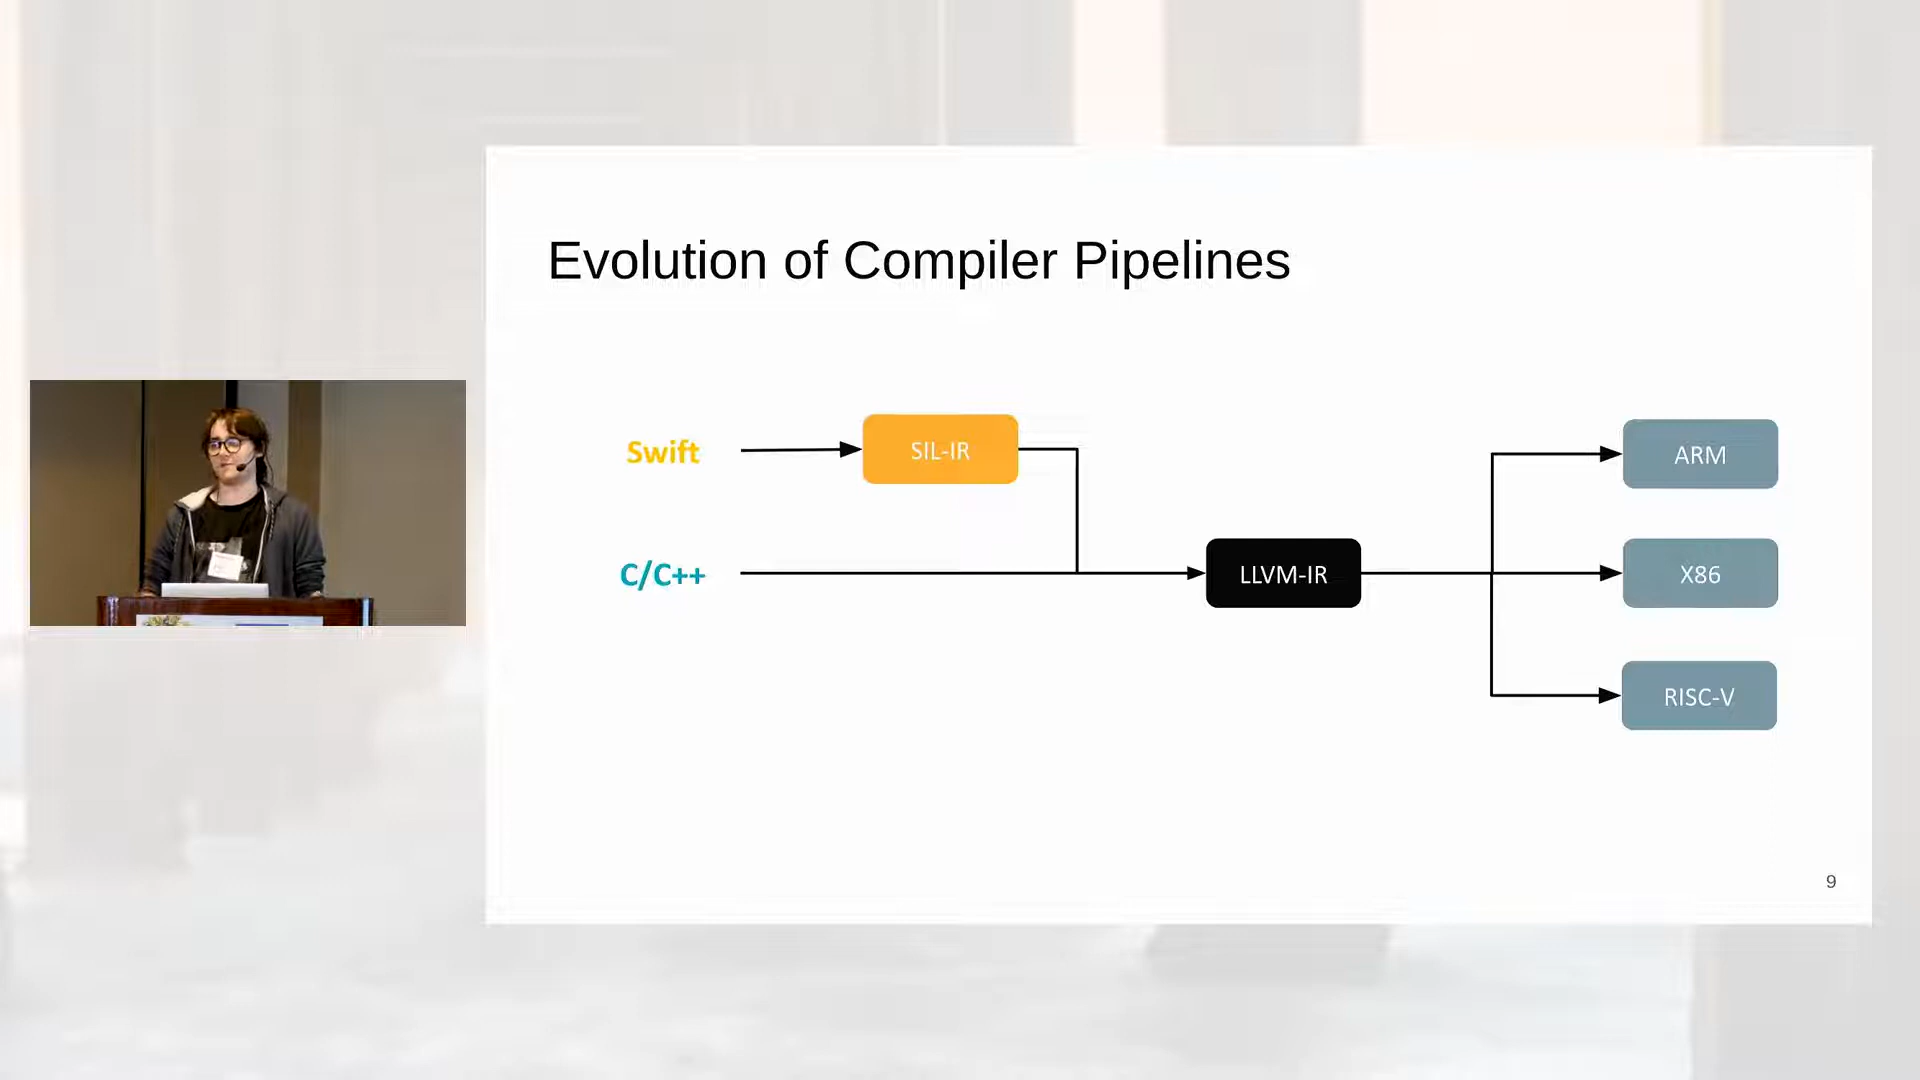 Evolution of Compiler Pipelines
Swift
SIL-IR
ARM
C/C++
LLVM-IR
X86
RISC-V
9